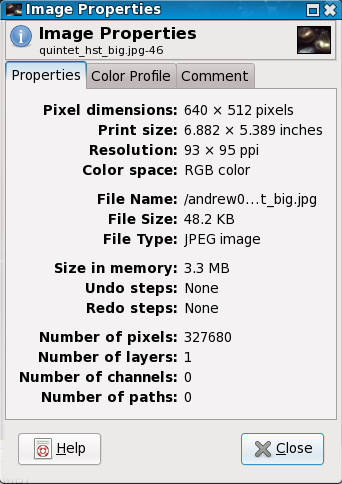 Image Properties
Image Properties
quintet_hst_big.jpg-46
Properties Color Profile Comment
Pixel dimensions: 640 × 512 pixels
Print size: 6.882 × 5.389 inches
Resolution: 93 × 95 ppi
Color space: RGB color
File Name: /andrew0...t_big.jpg
File Size: 48.2 KB
File Type: JPEG image
Size in memory: 3.3 MB
Undo steps: None
Redo steps: None
Number of pixels: 327680
Number of layers: 1
Number of channels: 0
Number of paths: 0
Help Close